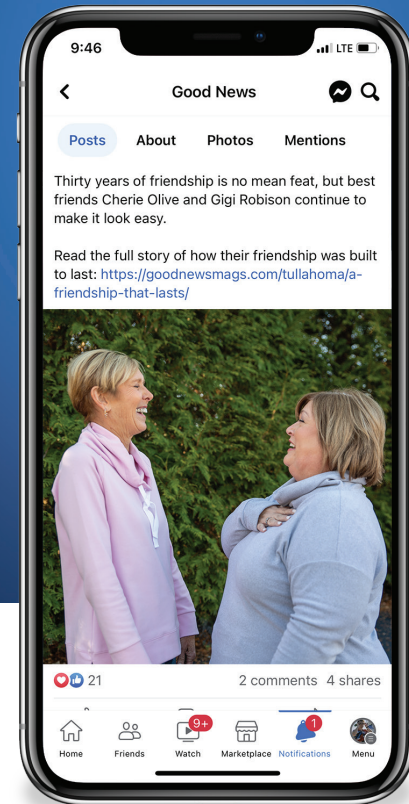 9:46 LTE
Good News
Posts About Photos Mentions
Thirty years of friendship is no mean feat, but best
friends Cherie Olive and Gigi Robison continue to
make it look easy.
Read the full story of how their friendship was built
to last: https://goodnewsmags.com/tullahoma/a-
friendship-that-lasts/
21 2 comments 4 shares
9+ 1
Home Friends Watch Marketplace Notifications Menu